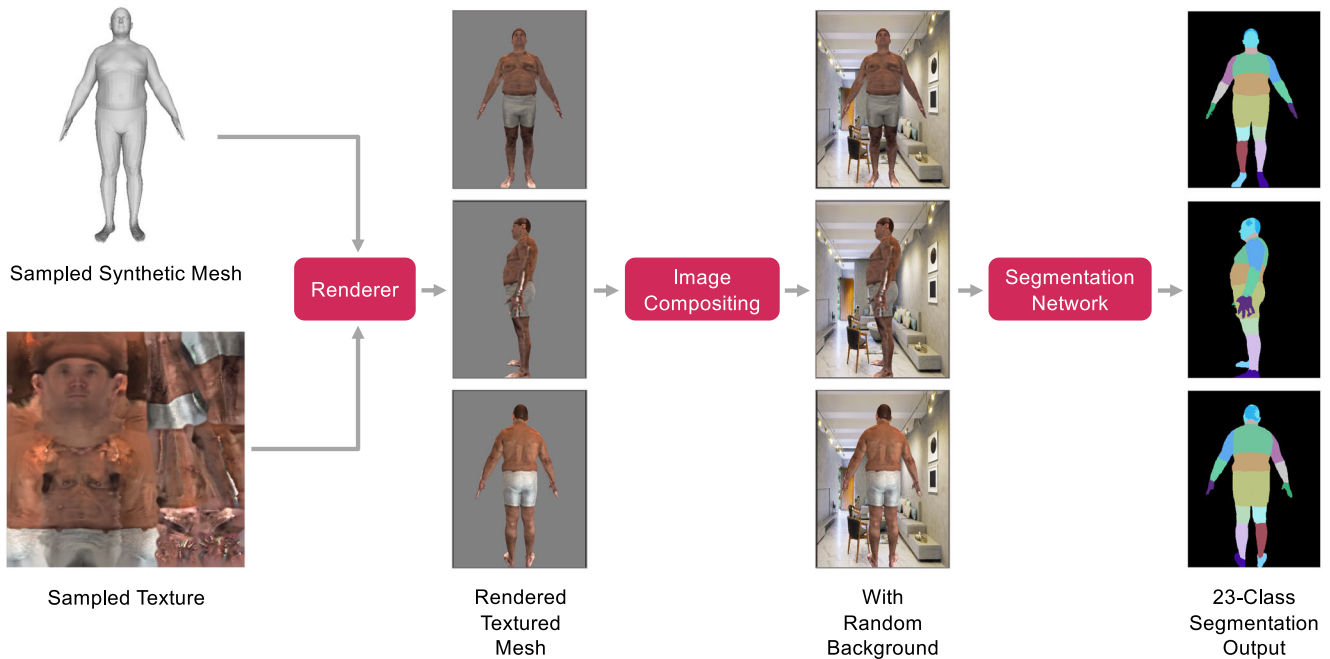 Sampled Synthetic Mesh
Renderer
Image
Compositing
Segmentation
Network
Sampled Texture
Rendered
Textured
Mesh
With
Random
Background
23-Class
Segmentation
Output